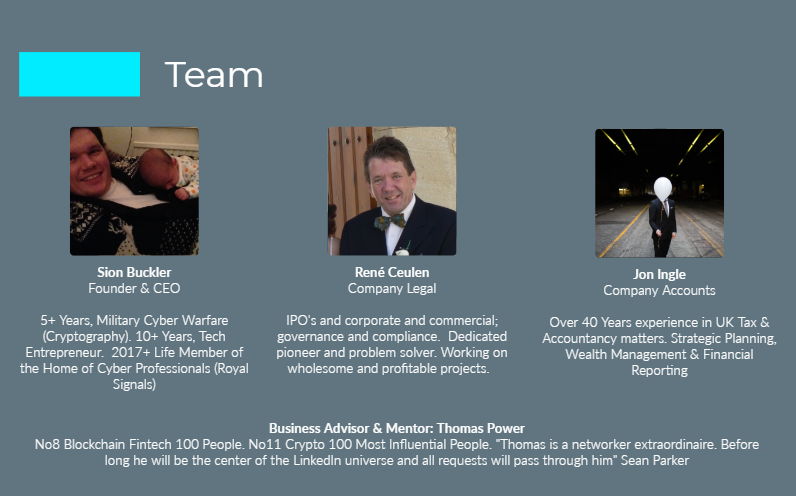 Team
Sion Buckler
Founder & CEO
5+ Years, Military Cyber Warfare
(Cryptography). 10+ Years, Tech
Entrepreneur. 2017+ Life Member of
the Home of Cyber Professionals (Royal
Signals)
René Ceulen
Company Legal
IPO's and corporate and commercial;
governance and compliance. Dedicated
pioneer and problem solver. Working on
wholesome and profitable projects.
Jon Ingle
Company Accounts
Over 40 Years experience in UK Tax &
Accountancy matters. Strategic Planning,
Wealth Management & Financial
Reporting
Business Advisor & Mentor: Thomas Power
No8 Blockchain Fintech 100 People. No11 Crypto 100 Most Influential People. "Thomas is a networker extraordinaire. Before
long he will be the center of the LinkedIn universe and all requests will pass through him" Sean Parker